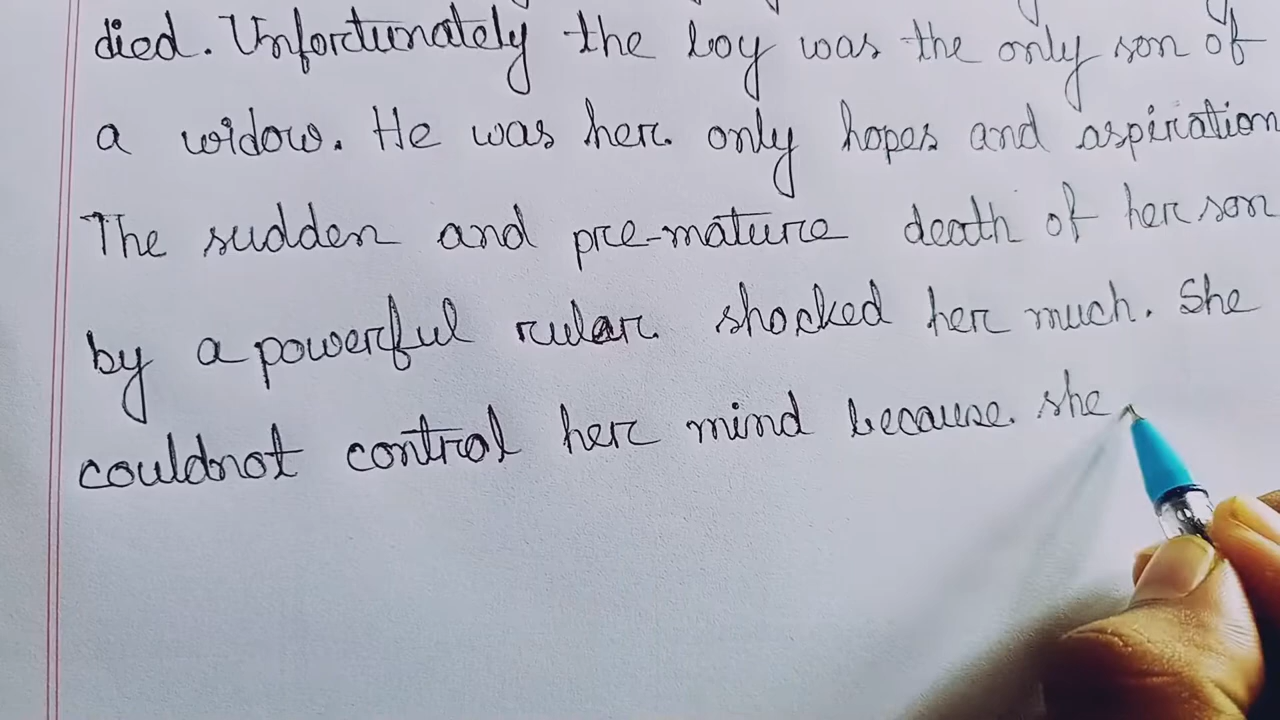 died. Unfortunately the boy was the only son of
a widow. He was her only hopes and aspiration
The sudden and pre-mature death of her son
by a powerful rular shocked her much. She
couldnot control her mind because she